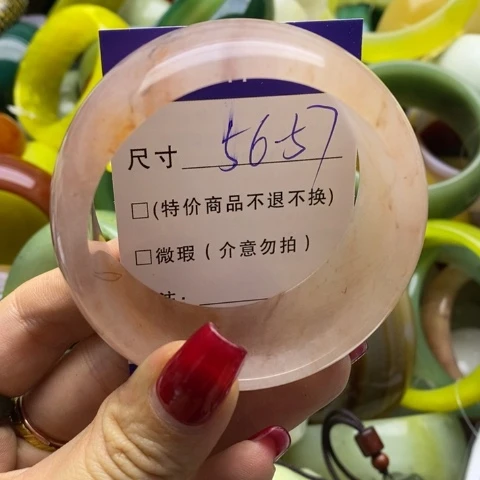 尺寸 56-57
□(特价商品不退不换)
□微瑕(介意勿拍)